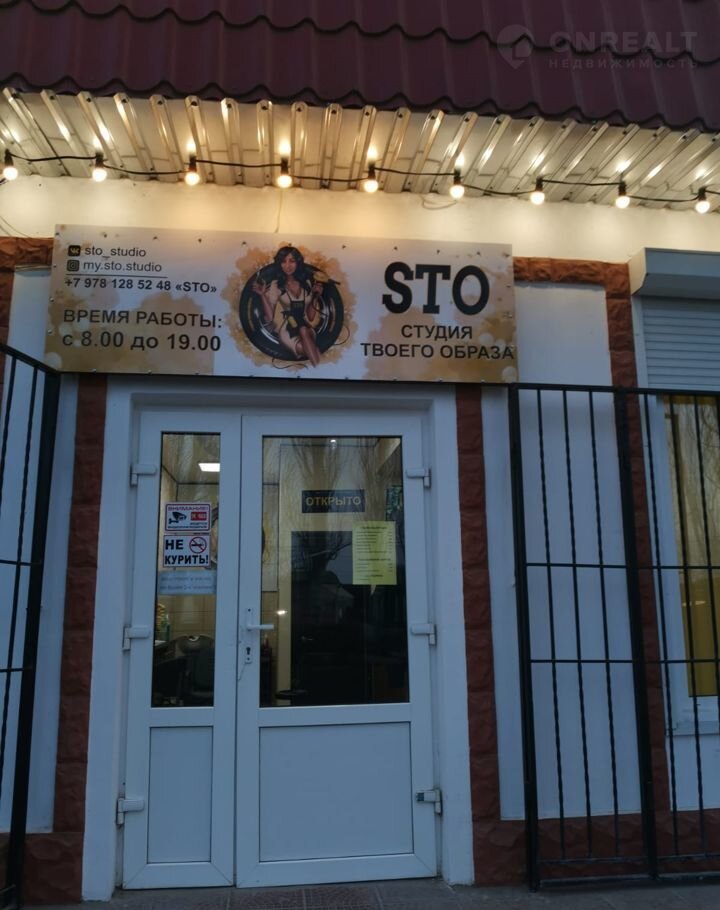 ONREALT
НЕДВИЖИМОСТЬ
sto_studio
my.sto.studio
+7 978 128 52 48 «STO»
ВРЕМЯ РАБОТЫ:
с 8.00 до 19.00
STO
СТУДИЯ
ТВОЕГО ОБРАЗА
ОТКРЫТО
ВНИМАНИЕ!
НЕ
КУРИТЬ!